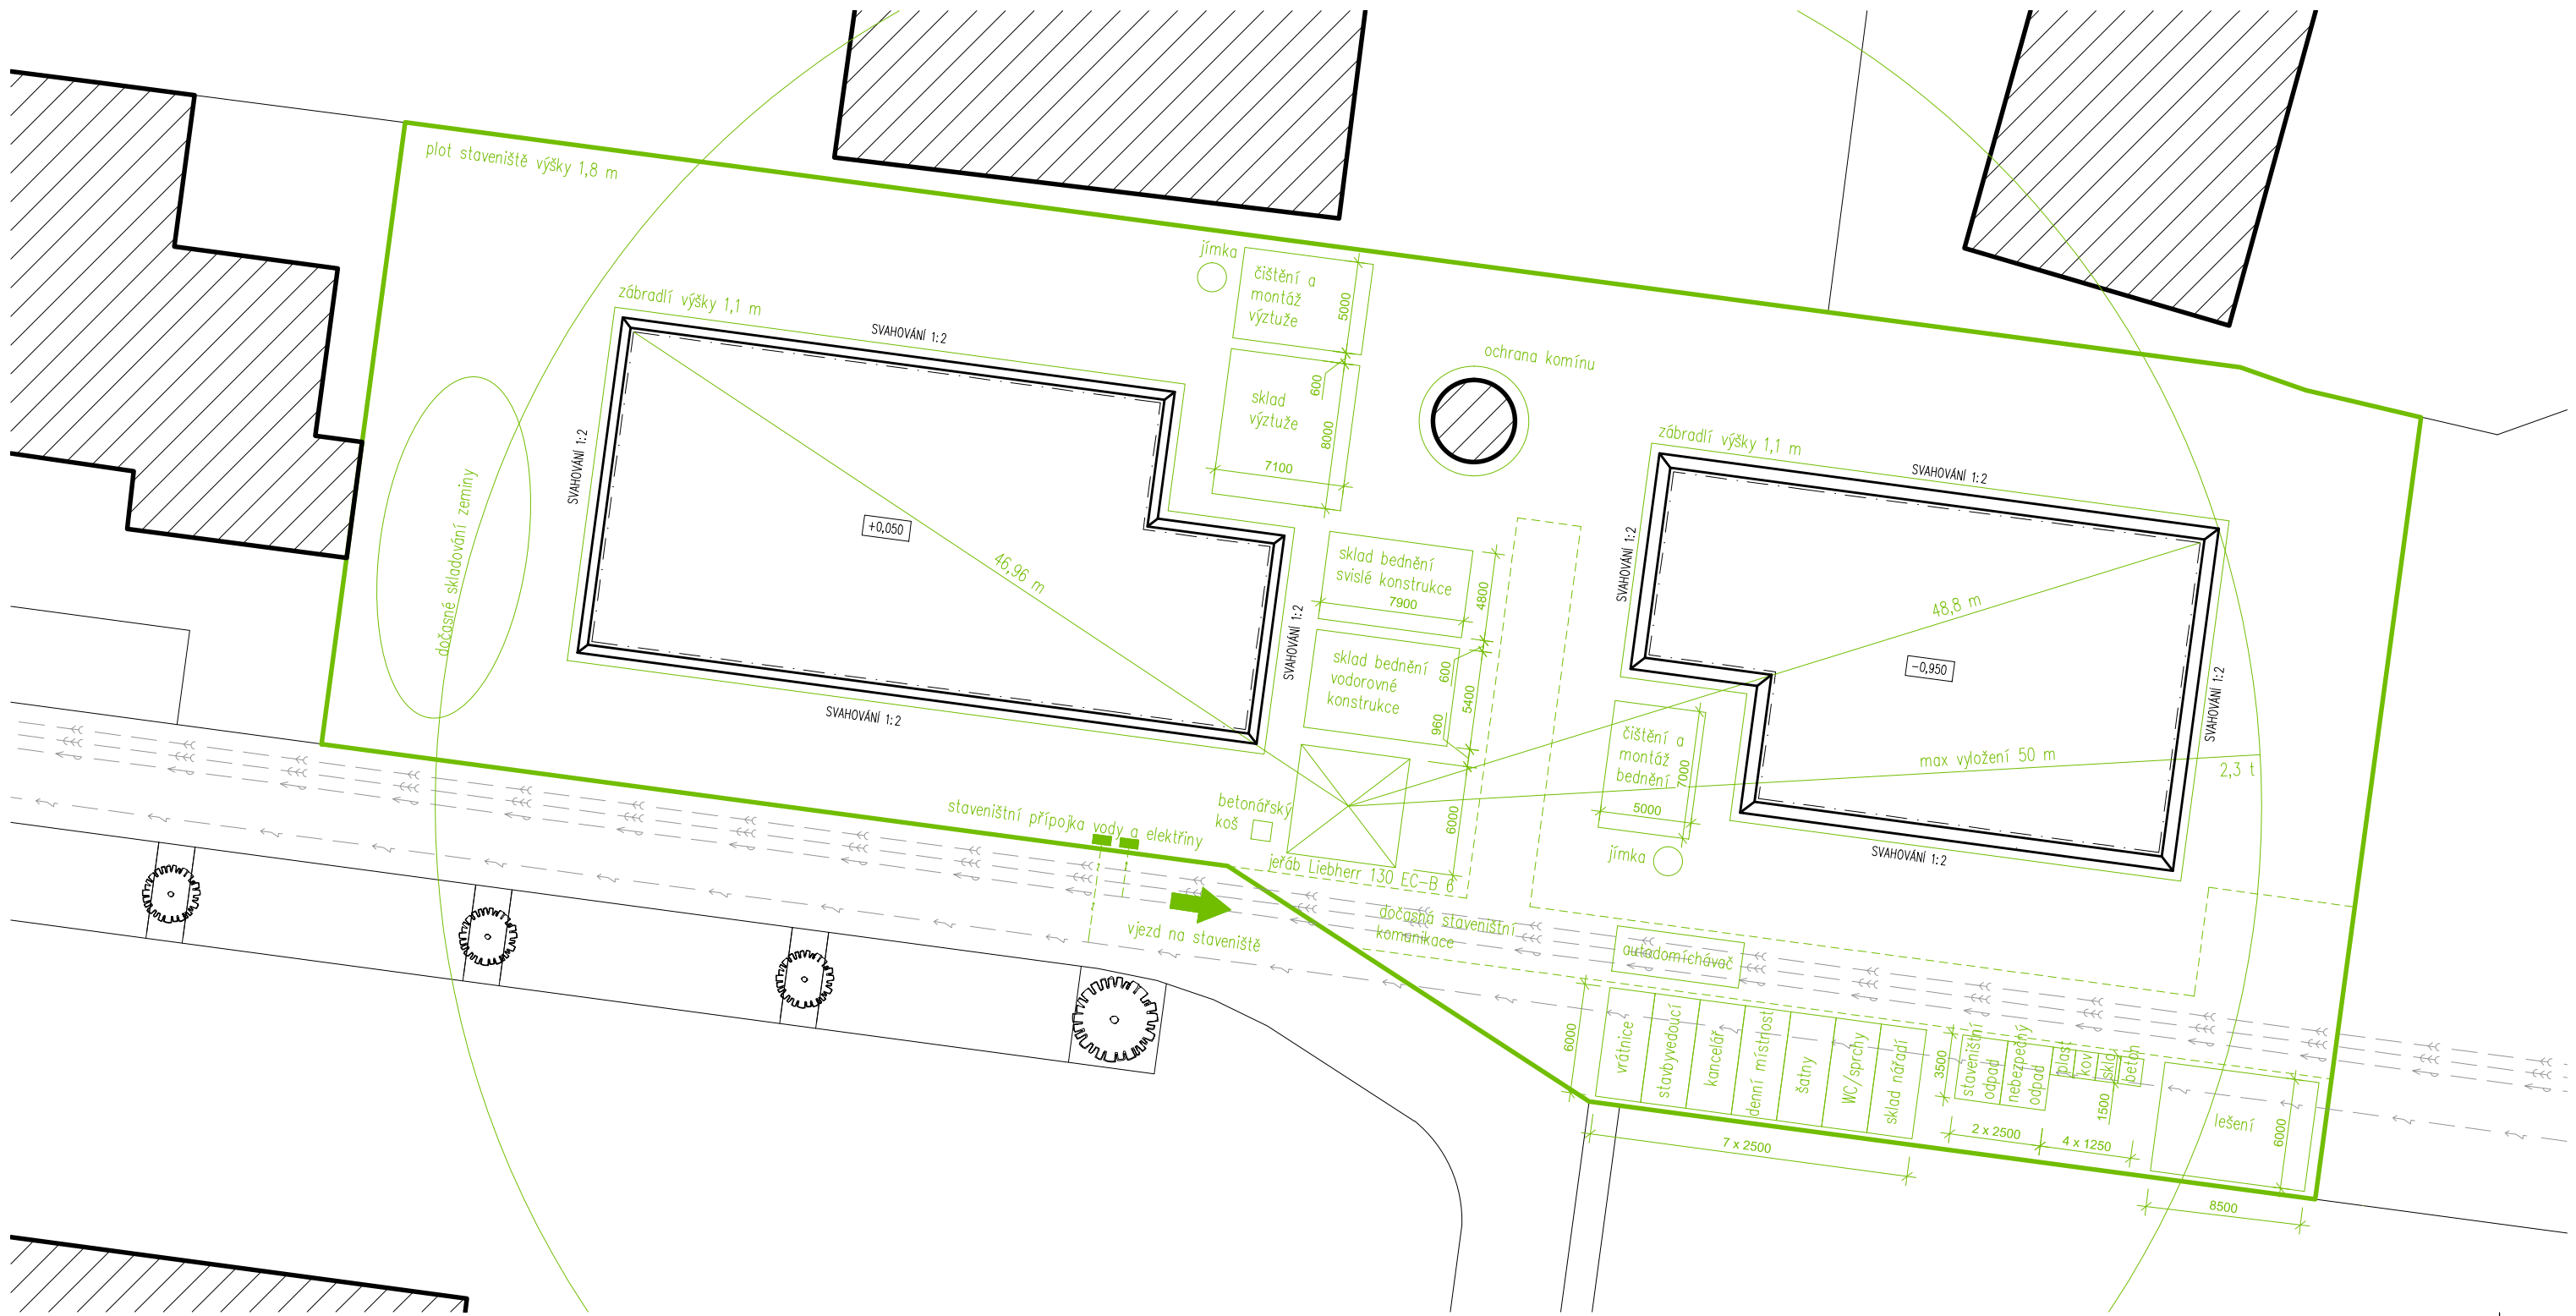 plot staveniště výšky 1,8 m
jímka
čištění a
montáž
výztuže
5000
zábradlí výšky 1,1 m
SVAHOVÁNÍ 1:2
ochrana komínu
600
sklad
výztuže
8000
7100
zábradlí výšky 1,1 m
SVAHOVÁNÍ 1:2
SVAHOVÁNÍ 1:2
dočasné skladování zeminy
+0,050
46,96 m
sklad bednění
svislé konstrukce
7900
4800
SVAHOVÁNÍ 1:2
48,8 m
SVAHOVÁNÍ 1:2
sklad bednění
vodorovné
konstrukce
600
5400
960
-0,950
SVAHOVÁNÍ 1:2
SVAHOVÁNÍ 1:2
čištění a
montáž
bednění
7000
5000
max vyložení 50 m
2,3 t
staveništní přípojka vody a elektřiny
betonářský
koš
6000
jímka
SVAHOVÁNÍ 1:2
jeřáb Liebherr 130 EC-B 6
vjezd na staveniště
dočasná staveništní
komunikace
autodomíchávač
6000
vrátnice
stavbyvedoucí
kancelář
denní místnost
šatny
WC/sprchy
sklad nářadí
3500
staveništní
odpad
nebezpečný
odpad
plast
kov
sklo
beton
1500
lešení
6000
7 x 2500
2 x 2500
4 x 1250
8500